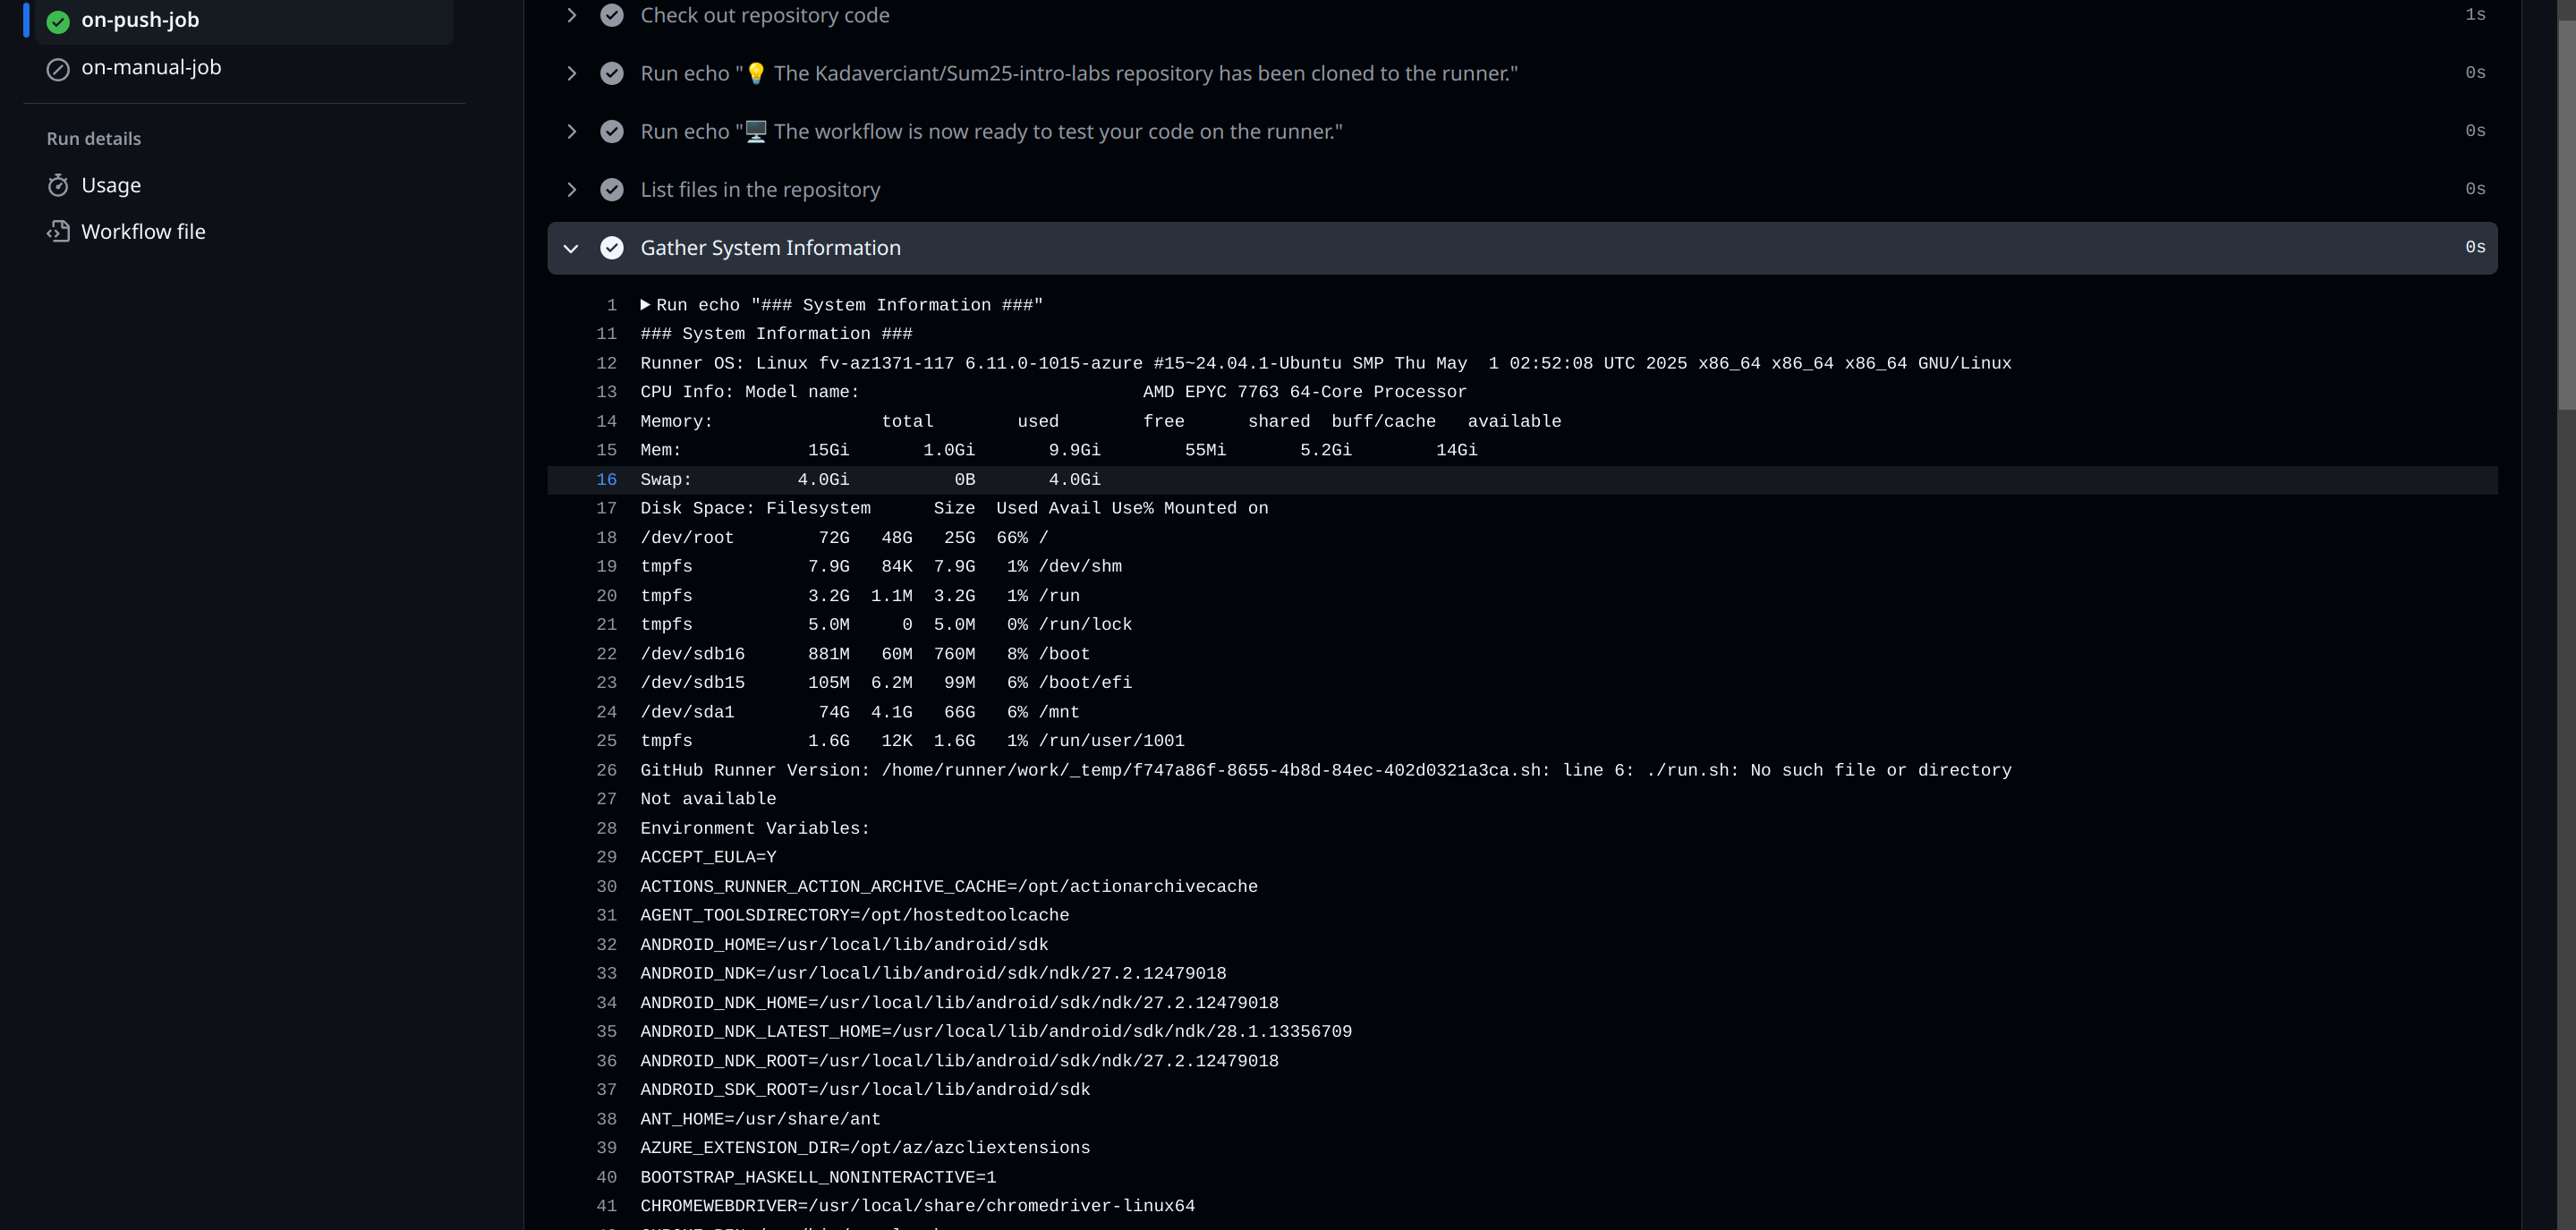 on-push-job
on-manual-job
Run details
Usage
Workflow file
Check out repository code 1s
Run echo "💡 The Kadaverciant/Sum25-intro-labs repository has been cloned to the runner." 0s
Run echo "🖥️ The workflow is now ready to test your code on the runner." 0s
List files in the repository 0s
Gather System Information 0s
1 ▶Run echo "### System Information ###"
11 ### System Information ###
12 Runner OS: Linux fv-az1371-117 6.11.0-1015-azure #15~24.04.1-Ubuntu SMP Thu May  1 02:52:08 UTC 2025 x86_64 x86_64 x86_64 GNU/Linux
13 CPU Info: Model name:                           AMD EPYC 7763 64-Core Processor
14 Memory:                total        used        free      shared  buff/cache   available
15 Mem:            15Gi       1.0Gi       9.9Gi        55Mi       5.2Gi        14Gi
16 Swap:          4.0Gi          0B       4.0Gi
17 Disk Space: Filesystem      Size  Used Avail Use% Mounted on
18 /dev/root        72G   48G   25G  66% /
19 tmpfs           7.9G   84K  7.9G   1% /dev/shm
20 tmpfs           3.2G  1.1M  3.2G   1% /run
21 tmpfs           5.0M     0  5.0M   0% /run/lock
22 /dev/sdb16      881M   60M  760M   8% /boot
23 /dev/sdb15      105M  6.2M   99M   6% /boot/efi
24 /dev/sda1        74G  4.1G   66G   6% /mnt
25 tmpfs           1.6G   12K  1.6G   1% /run/user/1001
26 GitHub Runner Version: /home/runner/work/_temp/f747a86f-8655-4b8d-84ec-402d0321a3ca.sh: line 6: ./run.sh: No such file or directory
27 Not available
28 Environment Variables:
29 ACCEPT_EULA=Y
30 ACTIONS_RUNNER_ACTION_ARCHIVE_CACHE=/opt/actionarchivecache
31 AGENT_TOOLSDIRECTORY=/opt/hostedtoolcache
32 ANDROID_HOME=/usr/local/lib/android/sdk
33 ANDROID_NDK=/usr/local/lib/android/sdk/ndk/27.2.12479018
34 ANDROID_NDK_HOME=/usr/local/lib/android/sdk/ndk/27.2.12479018
35 ANDROID_NDK_LATEST_HOME=/usr/local/lib/android/sdk/ndk/28.1.13356709
36 ANDROID_NDK_ROOT=/usr/local/lib/android/sdk/ndk/27.2.12479018
37 ANDROID_SDK_ROOT=/usr/local/lib/android/sdk
38 ANT_HOME=/usr/share/ant
39 AZURE_EXTENSION_DIR=/opt/az/azcliextensions
40 BOOTSTRAP_HASKELL_NONINTERACTIVE=1
41 CHROMEWEBDRIVER=/usr/local/share/chromedriver-linux64